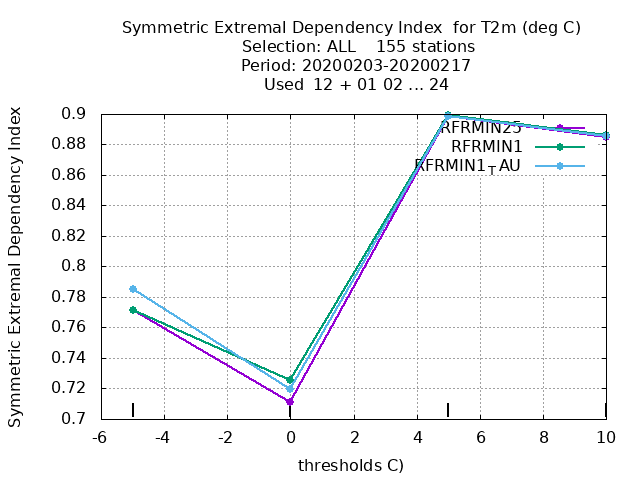 Symmetric Extremal Dependency Index  for T2m (deg C)
Selection: ALL    155 stations
Period: 20200203-20200217
Used  12 + 01 02 ... 24
Symmetric Extremal Dependency Index
0.9
0.88
0.86
0.84
0.82
0.8
0.78
0.76
0.74
0.72
0.7
RFRMIN25
RFRMIN1
RFRMIN1TAU
-6 -4 -2 0 2 4 6 8 10
thresholds C)